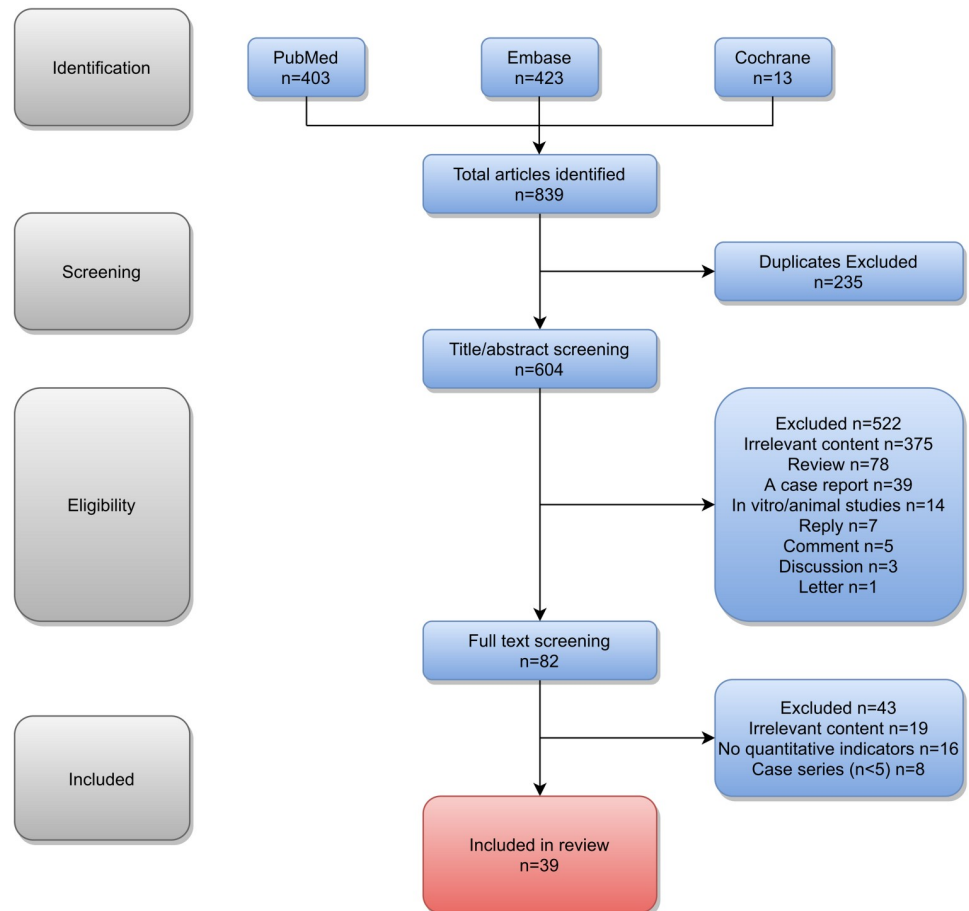 Identification
PubMed
n=403
Embase
n=423
Cochrane
n=13
Total articles identified
n=839
Screening
Duplicates Excluded
n=235
Title/abstract screening
n=604
Eligibility
Excluded n=522
Irrelevant content n=375
Review n=78
A case report n=39
In vitro/animal studies n=14
Reply n=7
Comment n=5
Discussion n=3
Letter n=1
Full text screening
n=82
Included
Excluded n=43
Irrelevant content n=19
No quantitative indicators n=16
Case series (n<5) n=8
Included in review
n=39